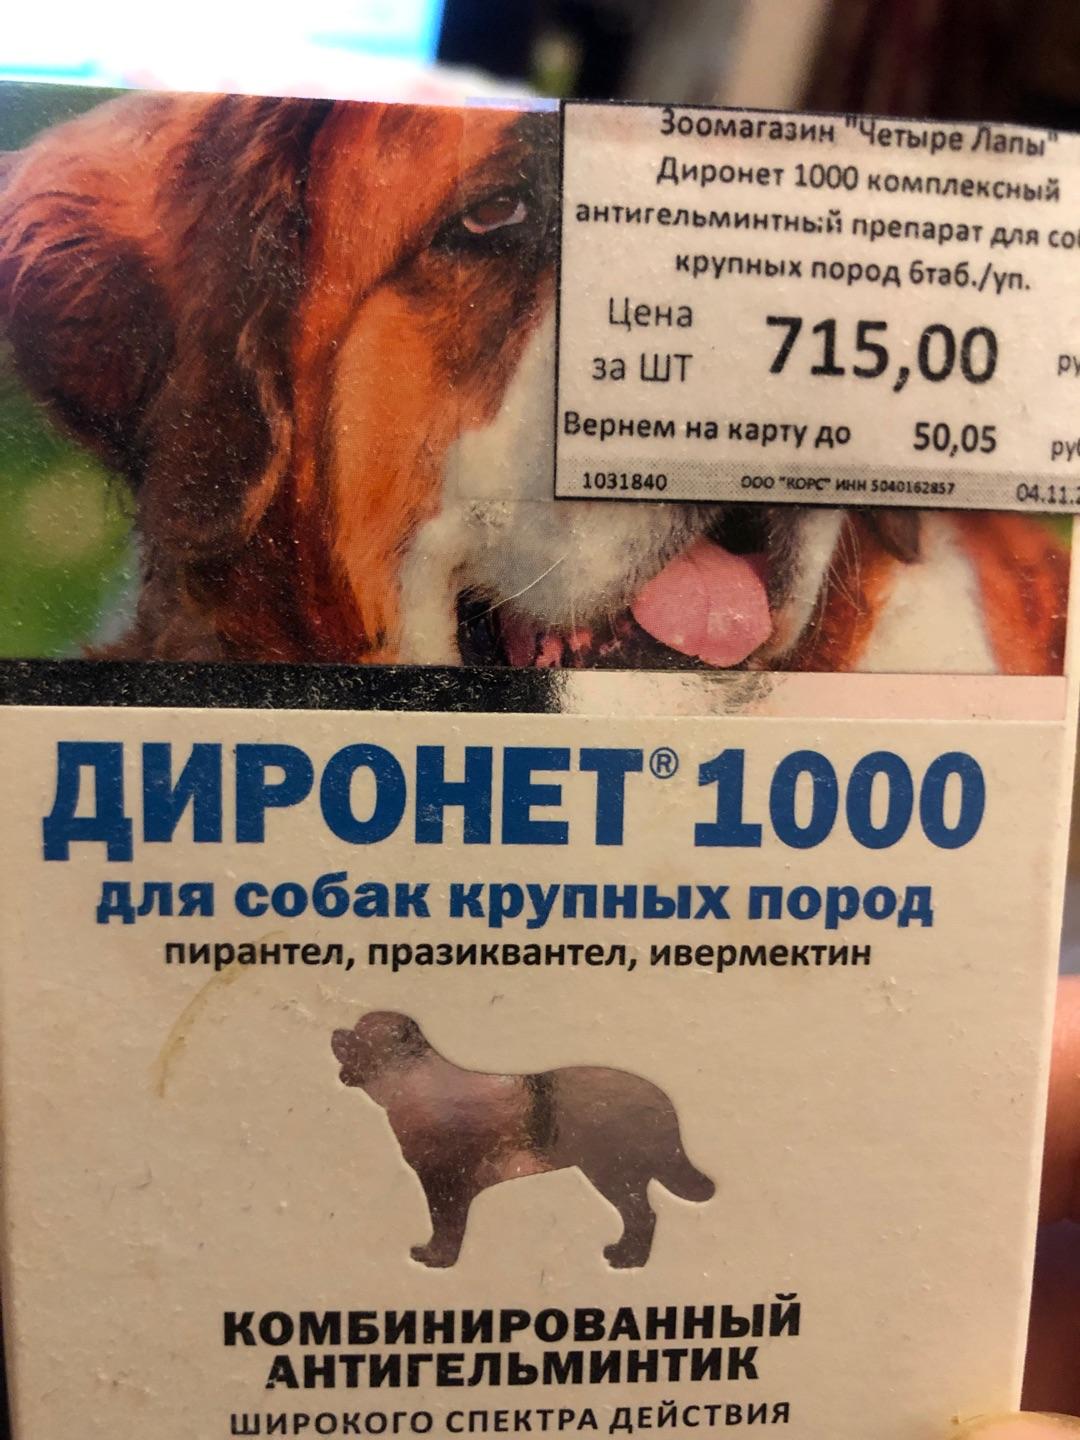 Зоомагазин "Четыре Лапы"
Диронет 1000 комплексный
антигельминтный препарат для
крупных пород 6таб./уп.
Цена
за ШТ
715,00
Вернем на карту до 50,05
1031840 ООО "КОРС" ИНН 5040162857 04.11.
ДИРОНЕТ® 1000
для собак крупных пород
пирантел, празиквантел, ивермектин
КОМБИНИРОВАННЫЙ
АНТИГЕЛЬМИНТИК
ШИРОКОГО СПЕКТРА ДЕЙСТВИЯ